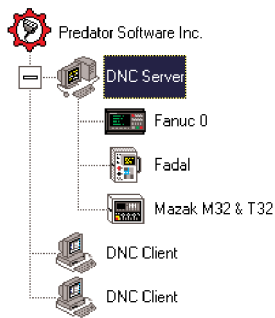 Predator Software Inc.
DNC Server
Fanuc 0
Fadal
Mazak M32 & T32
DNC Client
DNC Client